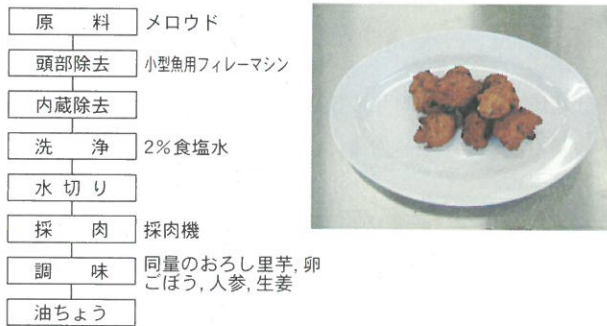 原 料 メロウド
頭部除去 小型魚用フィレーマシン
内蔵除去
洗 浄 2%食塩水
水切り
採 肉 採肉機
調 味 同量のおろし里芋, 卵
ごぼう, 人参, 生姜
油ちょう